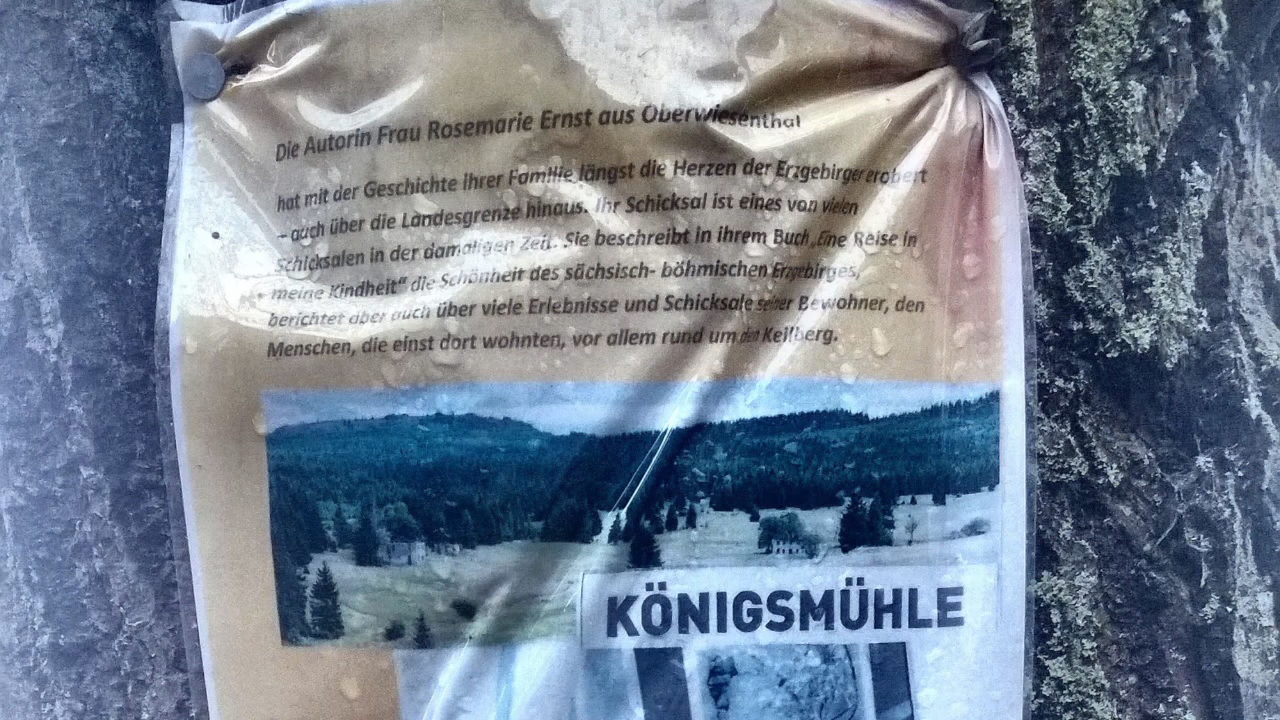 Die Autorin Frau Rosemarie Ernst aus Oberwiesenthal
hat mit der Geschichte ihrer Familie längst die Herzen der Erzgebirger erobert
– auch über die Landesgrenze hinaus. Ihr Schicksal ist eines von vielen
Schicksalen in der damaligen Zeit. Sie beschreibt in ihrem Buch „Eine Reise in
meine Kindheit“ die Schönheit des sächsisch- böhmischen Erzgebirges,
berichtet aber auch über viele Erlebnisse und Schicksale seiner Bewohner, den
Menschen, die einst dort wohnten, vor allem rund um den Keilberg.
KÖNIGSMÜHLE